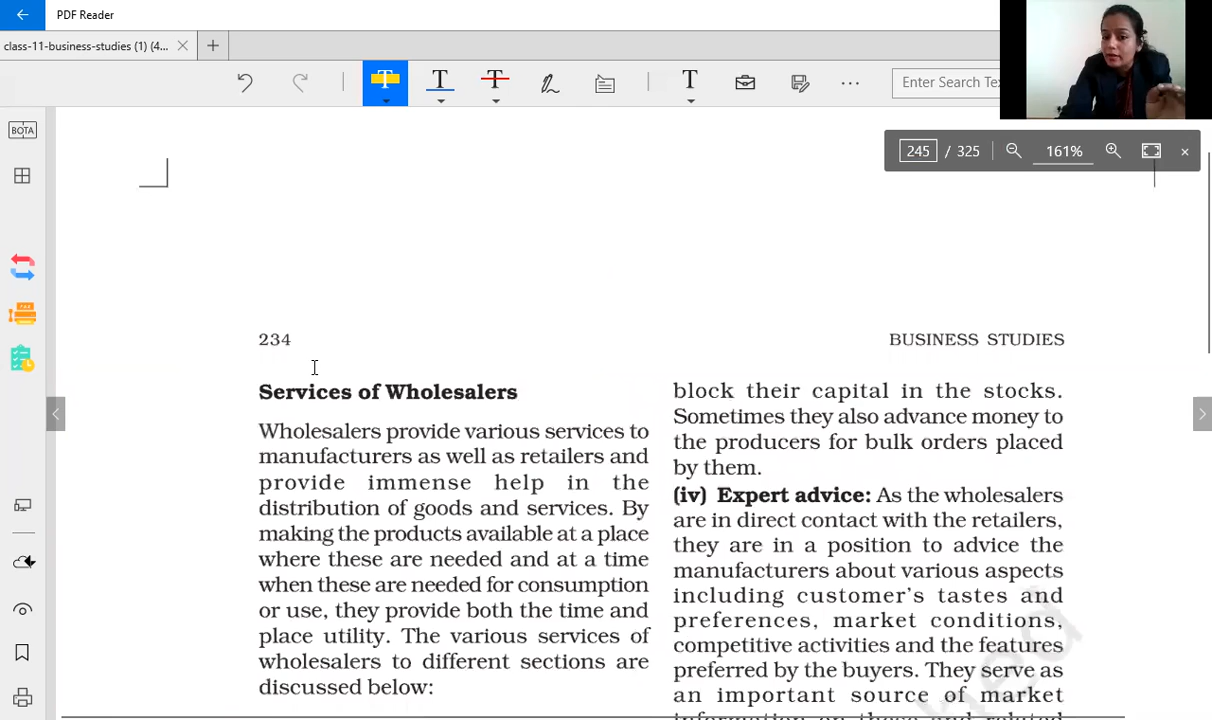 PDF Reader
class-11-business-studies (1) (4...
T
T
T
T
Enter Search Tex
BOTA
245 / 325
161%
234
BUSINESS STUDIES
Services of Wholesalers
Wholesalers provide various services to
manufacturers as well as retailers and
provide immense help in the
distribution of goods and services. By
making the products available at a place
where these are needed and at a time
when these are needed for consumption
or use, they provide both the time and
place utility. The various services of
wholesalers to different sections are
discussed below:
block their capital in the stocks.
Sometimes they also advance money to
the producers for bulk orders placed
by them.
(iv) Expert advice: As the wholesalers
are in direct contact with the retailers,
they are in a position to advice the
manufacturers about various aspects
including customer's tastes and
preferences, market conditions,
competitive activities and the features
preferred by the buyers. They serve as
an important source of market
information on these and related